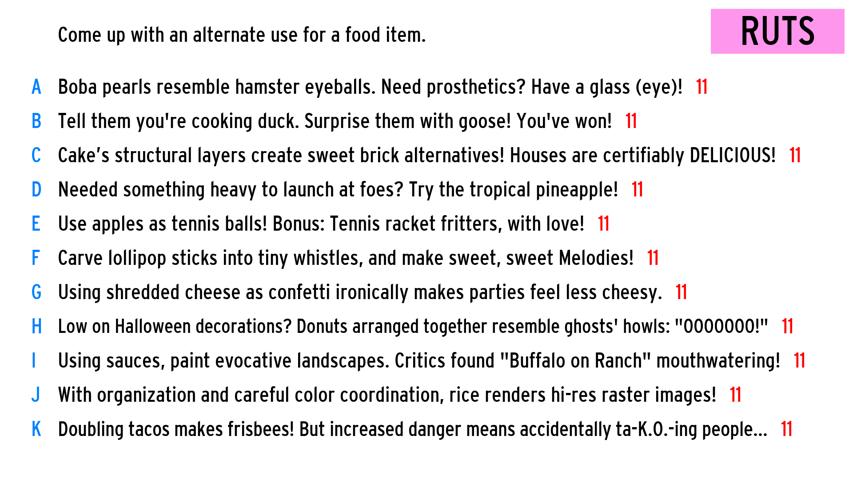 Come up with an alternate use for a food item.
RUTS
A Boba pearls resemble hamster eyeballs. Need prosthetics? Have a glass (eye)! 11
B Tell them you're cooking duck. Surprise them with goose! You've won! 11
C Cake's structural layers create sweet brick alternatives! Houses are certifiably DELICIOUS! 11
D Needed something heavy to launch at foes? Try the tropical pineapple! 11
E Use apples as tennis balls! Bonus: Tennis racket fritters, with love! 11
F Carve lollipop sticks into tiny whistles, and make sweet, sweet Melodies! 11
G Using shredded cheese as confetti ironically makes parties feel less cheesy. 11
H Low on Halloween decorations? Donuts arranged together resemble ghosts' howls: "OOOOOOO!" 11
I Using sauces, paint evocative landscapes. Critics found "Buffalo on Ranch" mouthwatering! 11
J With organization and careful color coordination, rice renders hi-res raster images! 11
K Doubling tacos makes frisbees! But increased danger means accidentally ta-K.O.-ing people... 11